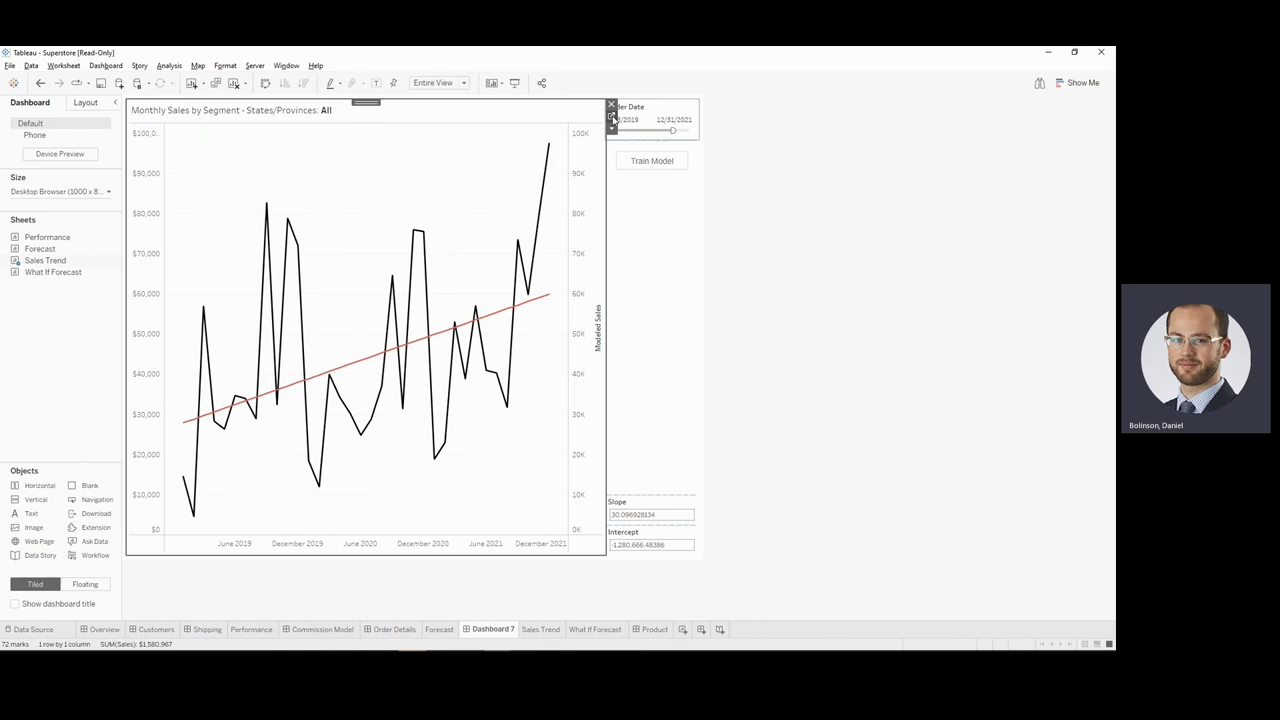 Tableau - Superstore [Read-Only]
File Data Worksheet Dashboard Story Analysis Map Format Server Window Help
Entire View
Show Me
Dashboard Layout
Default
Phone
Device Preview
Size
Desktop Browser (1000 x 8...
Sheets
Performance
Forecast
Sales Trend
What If Forecast
Objects
Horizontal Blank
Vertical Navigation
Text Download
Image Extension
Web Page Ask Data
Data Story Workflow
Tiled Floating
Show dashboard title
Monthly Sales by Segment - States/Provinces: All
$100,0.. 100K
$90,000 90K
$80,000 80K
$70,000 70K
$60,000 60K
$50,000 50K
$40,000 40K
$30,000 30K
$20,000 20K
$10,000 10K
$0 0K
Modeled Sales
June 2019 December 2019 June 2020 December 2020 June 2021 December 2021
der Date
/2019 12/31/2021
Train Model
Slope
30.096928134
Intercept
-1,280,666.48386
Data Source Overview Customers Shipping Performance Commission Model Order Details Forecast Dashboard 7 Sales Trend What If Forecast Product
72 marks 1 row by 1 column SUM(Sales): $1,580,967
Bolinson, Daniel